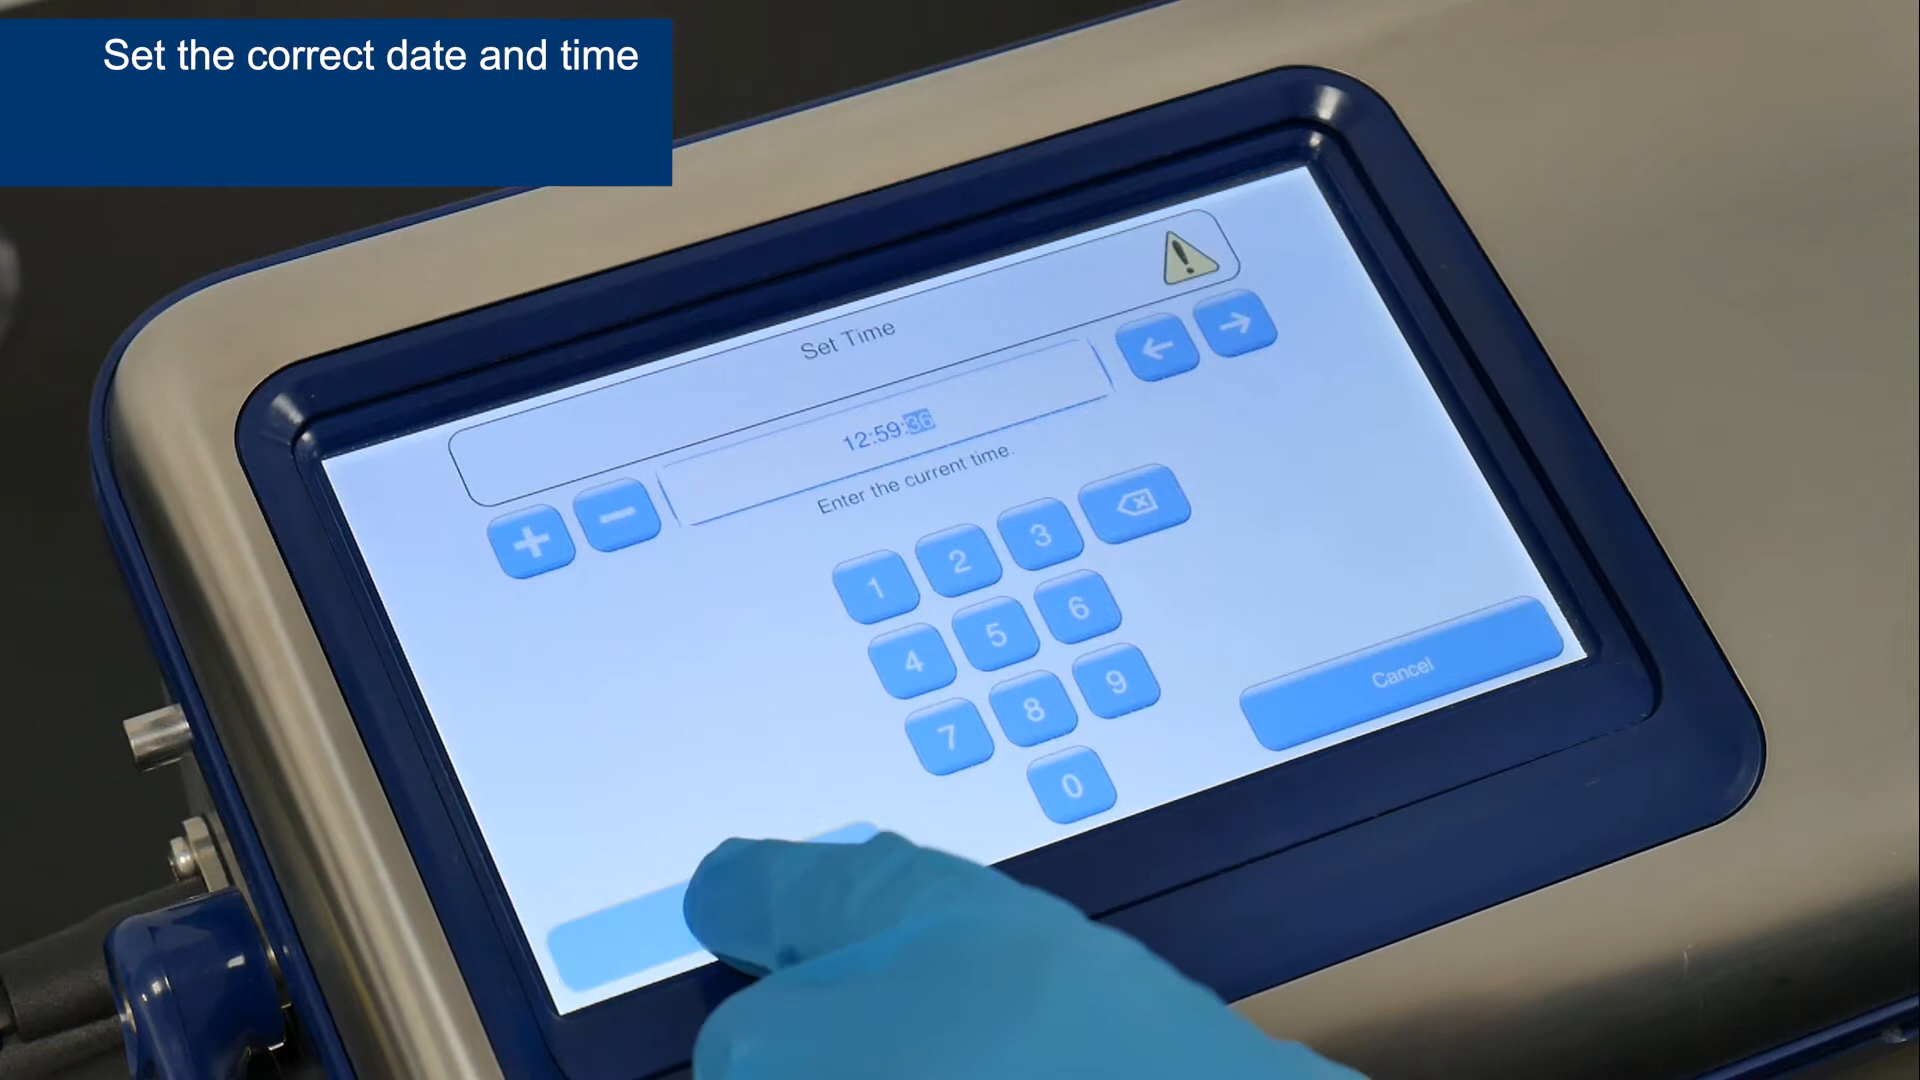 Set the correct date and time
Set Time
12:59:36
Enter the current time.
1 2 3
4 5 6
7 8 9
0
Cancel